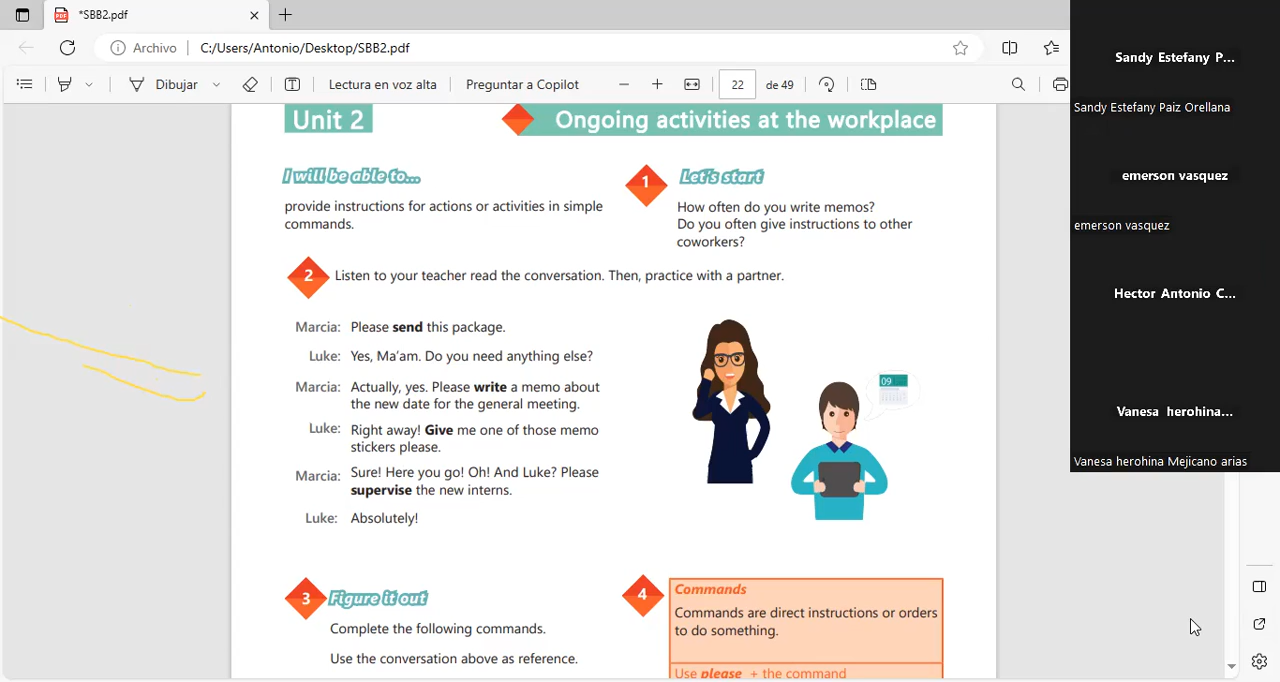 *SBB2.pdf
Archivo
C:/Users/Antonio/Desktop/SBB2.pdf
Dibujar
Lectura en voz alta
Preguntar a Copilot
22
de 49
Unit 2
Ongoing activities at the workplace
I will be able to...
provide instructions for actions or activities in simple
commands.
1
Let's start
How often do you write memos?
Do you often give instructions to other
coworkers?
2
Listen to your teacher read the conversation. Then, practice with a partner.
Marcia: Please send this package.
Luke: Yes, Ma'am. Do you need anything else?
Marcia: Actually, yes. Please write a memo about
the new date for the general meeting.
Luke: Right away! Give me one of those memo
stickers please.
Marcia: Sure! Here you go! Oh! And Luke? Please
supervise the new interns.
Luke: Absolutely!
09
3
Figure it out
Complete the following commands.
Use the conversation above as reference.
4
Commands
Commands are direct instructions or orders
to do something.
Use please + the command
Sandy Estefany P...
Sandy Estefany Paiz Orellana
emerson vasquez
emerson vasquez
Hector Antonio C...
Vanesa herohina...
Vanesa herohina Mejicano arias